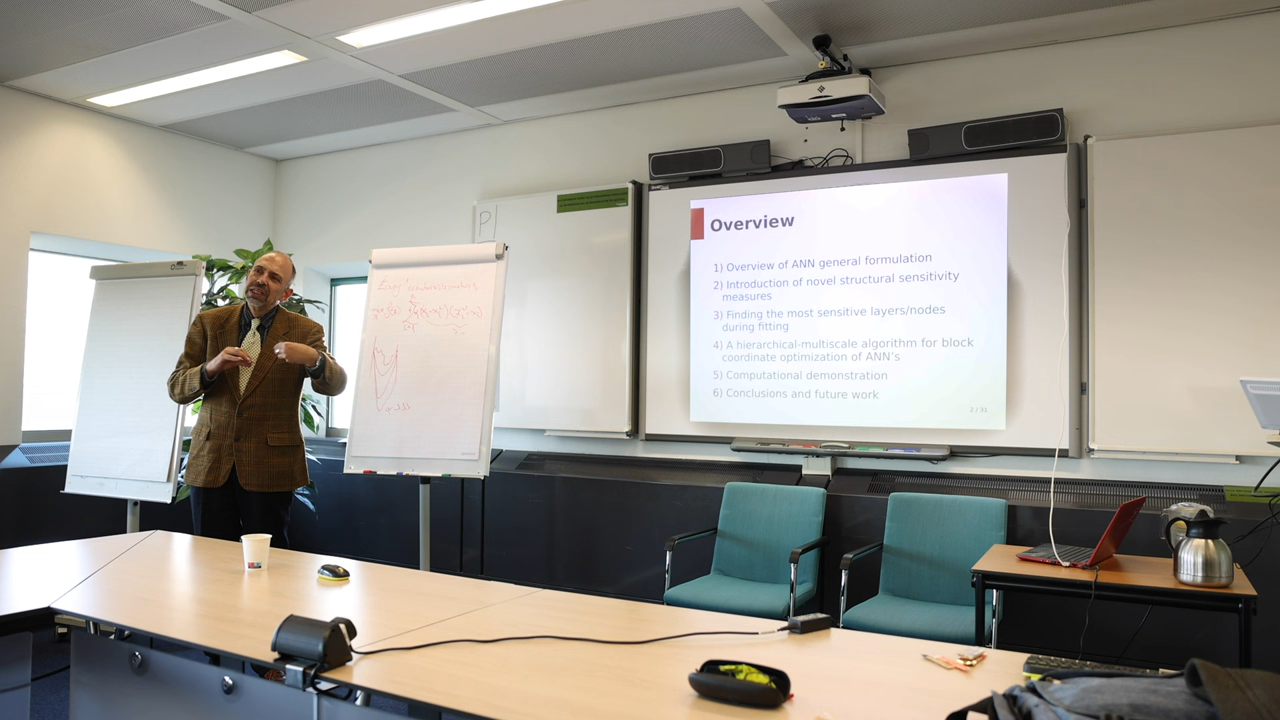 P
Overview
1) Overview of ANN general formulation
2) Introduction of novel structural sensitivity
measures
3) Finding the most sensitive layers/nodes
during fitting
4) A hierarchical-multiscale algorithm for block
coordinate optimization of ANN's
5) Computational demonstration
6) Conclusions and future work
2 / 31